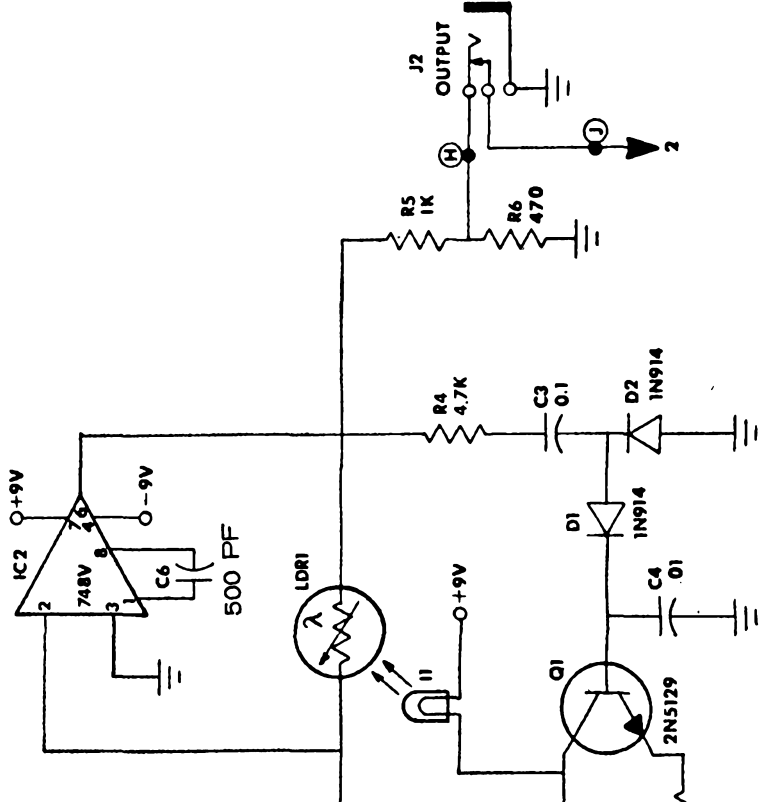 J2
OUTPUT
H
J
2
R5
1K
R6
470
R4
4.7K
C3
0.1
D2
1N914
D1
1N914
C4
.01
+9V
-9V
IC2
748V
7
6
4
8
1
2
3
C6
500 PF
LDR1
λ
+9V
I1
Q1
2N5129